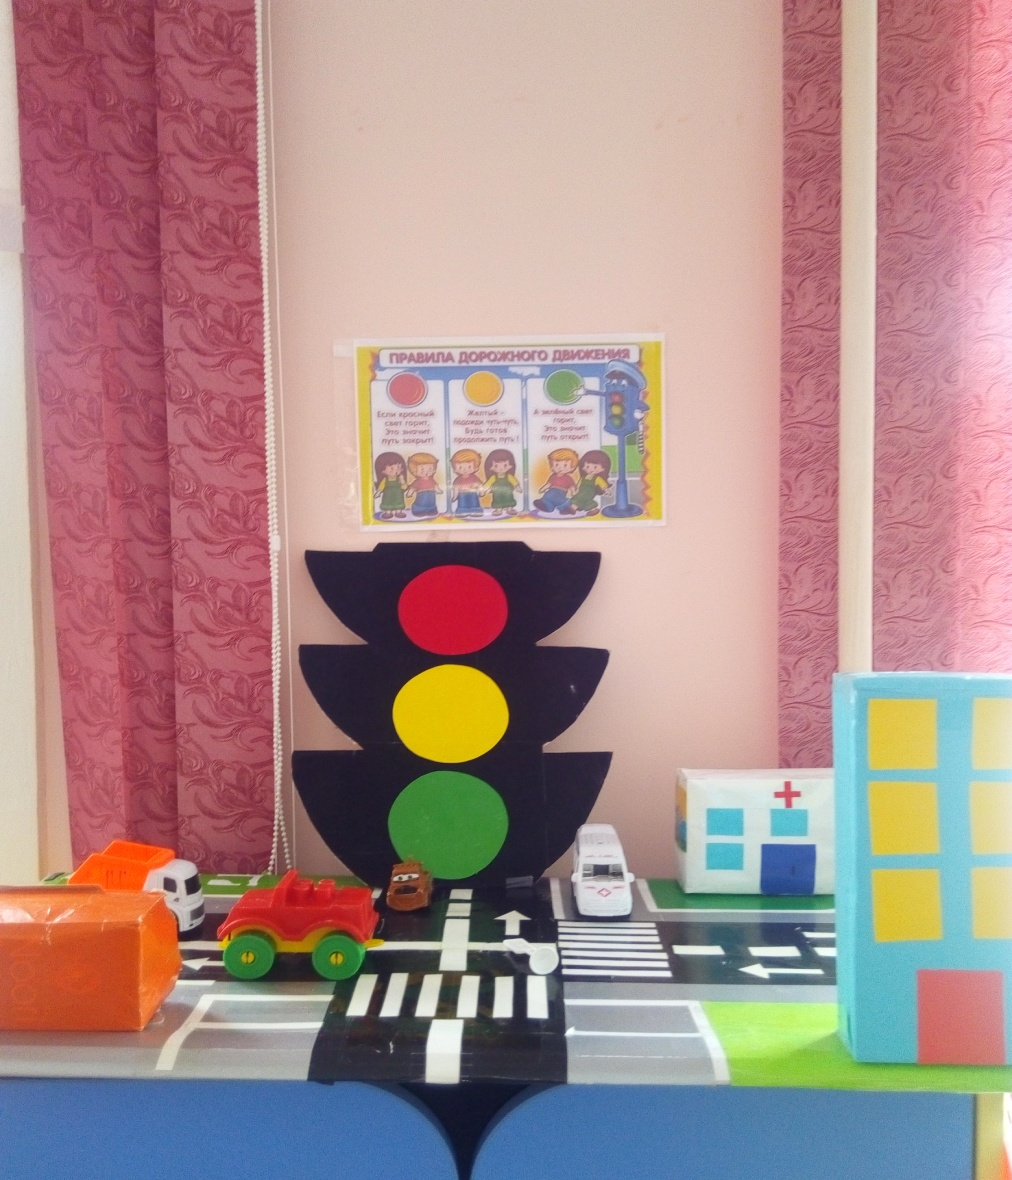 ПРАВИЛА ДОРОЖНОГО ДВИЖЕНИЯ
Если красный
свет горит,
Это значит
путь закрыт!
Желтый –
подожди чуть-чуть,
Будь готов
продолжить путь !
А зелёный свет
горит,
Это значит
путь открыт!